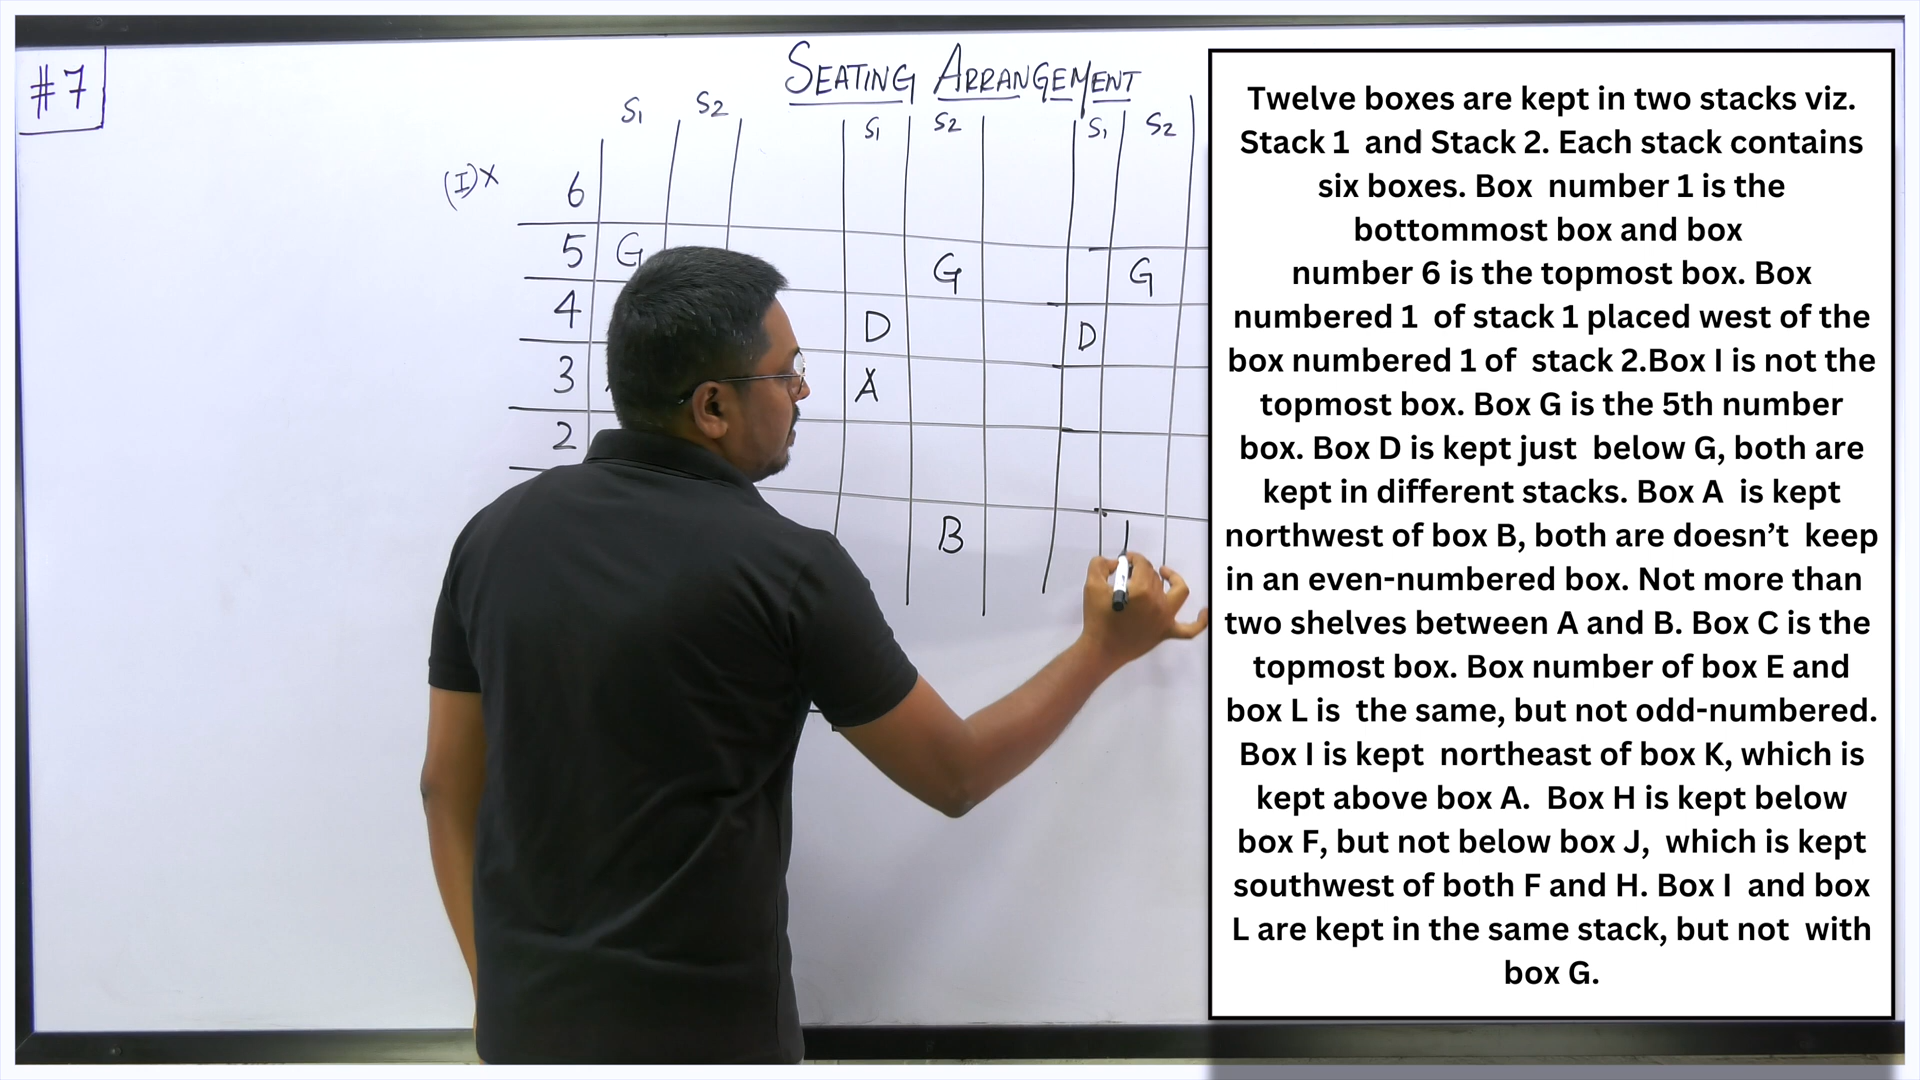 #7
SEATING ARRANGEMENT
S1 S2
S1 S2
S1 S2
(I)X
6
5 G
G
G
4
D
D
3
A
2
B
Twelve boxes are kept in two stacks viz.
Stack 1 and Stack 2. Each stack contains
six boxes. Box number 1 is the
bottommost box and box
number 6 is the topmost box. Box
numbered 1 of stack 1 placed west of the
box numbered 1 of stack 2.Box I is not the
topmost box. Box G is the 5th number
box. Box D is kept just below G, both are
kept in different stacks. Box A is kept
northwest of box B, both are doesn’t keep
in an even-numbered box. Not more than
two shelves between A and B. Box C is the
topmost box. Box number of box E and
box L is the same, but not odd-numbered.
Box I is kept northeast of box K, which is
kept above box A. Box H is kept below
box F, but not below box J, which is kept
southwest of both F and H. Box I and box
L are kept in the same stack, but not with
box G.